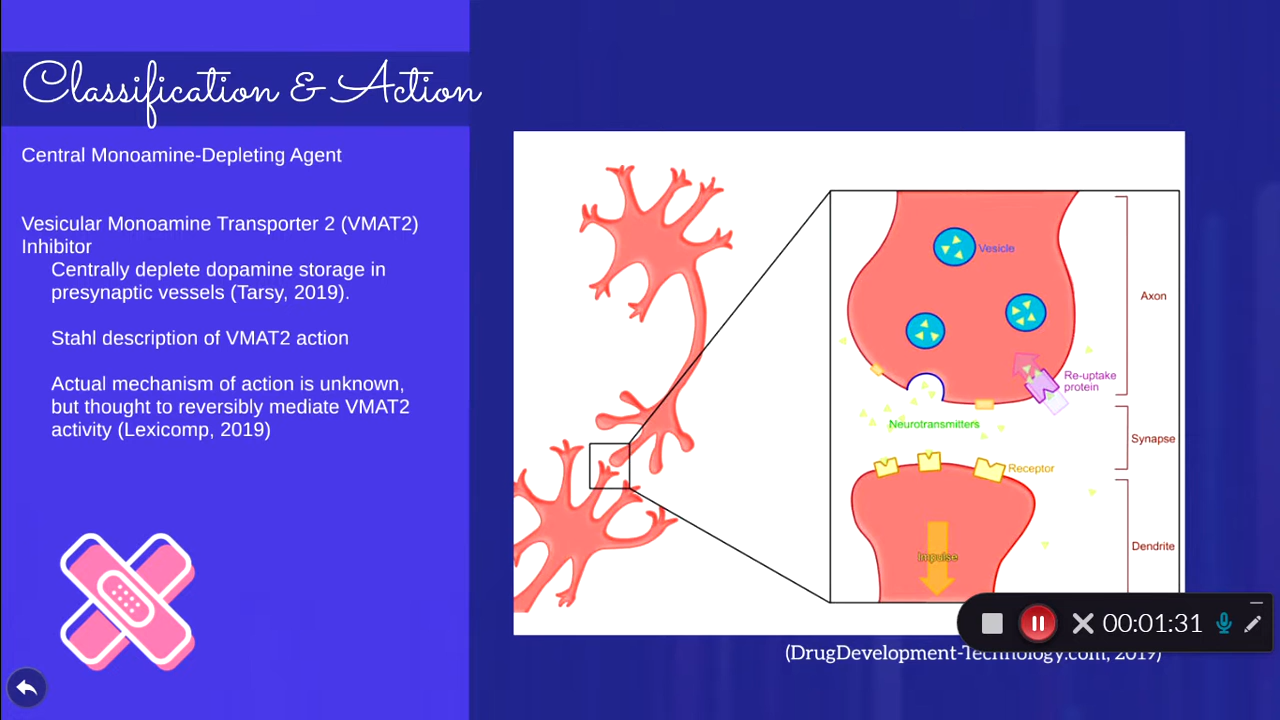 Classification & Action
Central Monoamine-Depleting Agent
Vesicular Monoamine Transporter 2 (VMAT2)
Inhibitor
Centrally deplete dopamine storage in
presynaptic vessels (Tarsy, 2019).
Stahl description of VMAT2 action
Actual mechanism of action is unknown,
but thought to reversibly mediate VMAT2
activity (Lexicomp, 2019)
Vesicle
Axon
Re-uptake
protein
Neurotransmitters
Synapse
Receptor
Dendrite
Impulse
00:01:31
(DrugDevelopment-Technology.com, 2019)